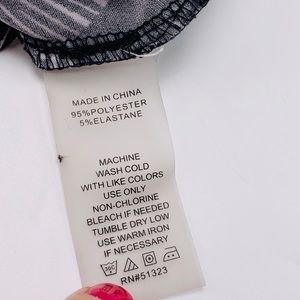 MADE IN CHINA
95%POLYESTER
5%ELASTANE
MACHINE
WASH COLD
WITH LIKE COLORS
USE ONLY
NON-CHLORINE
BLEACH IF NEEDED
TUMBLE DRY LOW
USE WARM IRON
IF NECESSARY
RN#51323